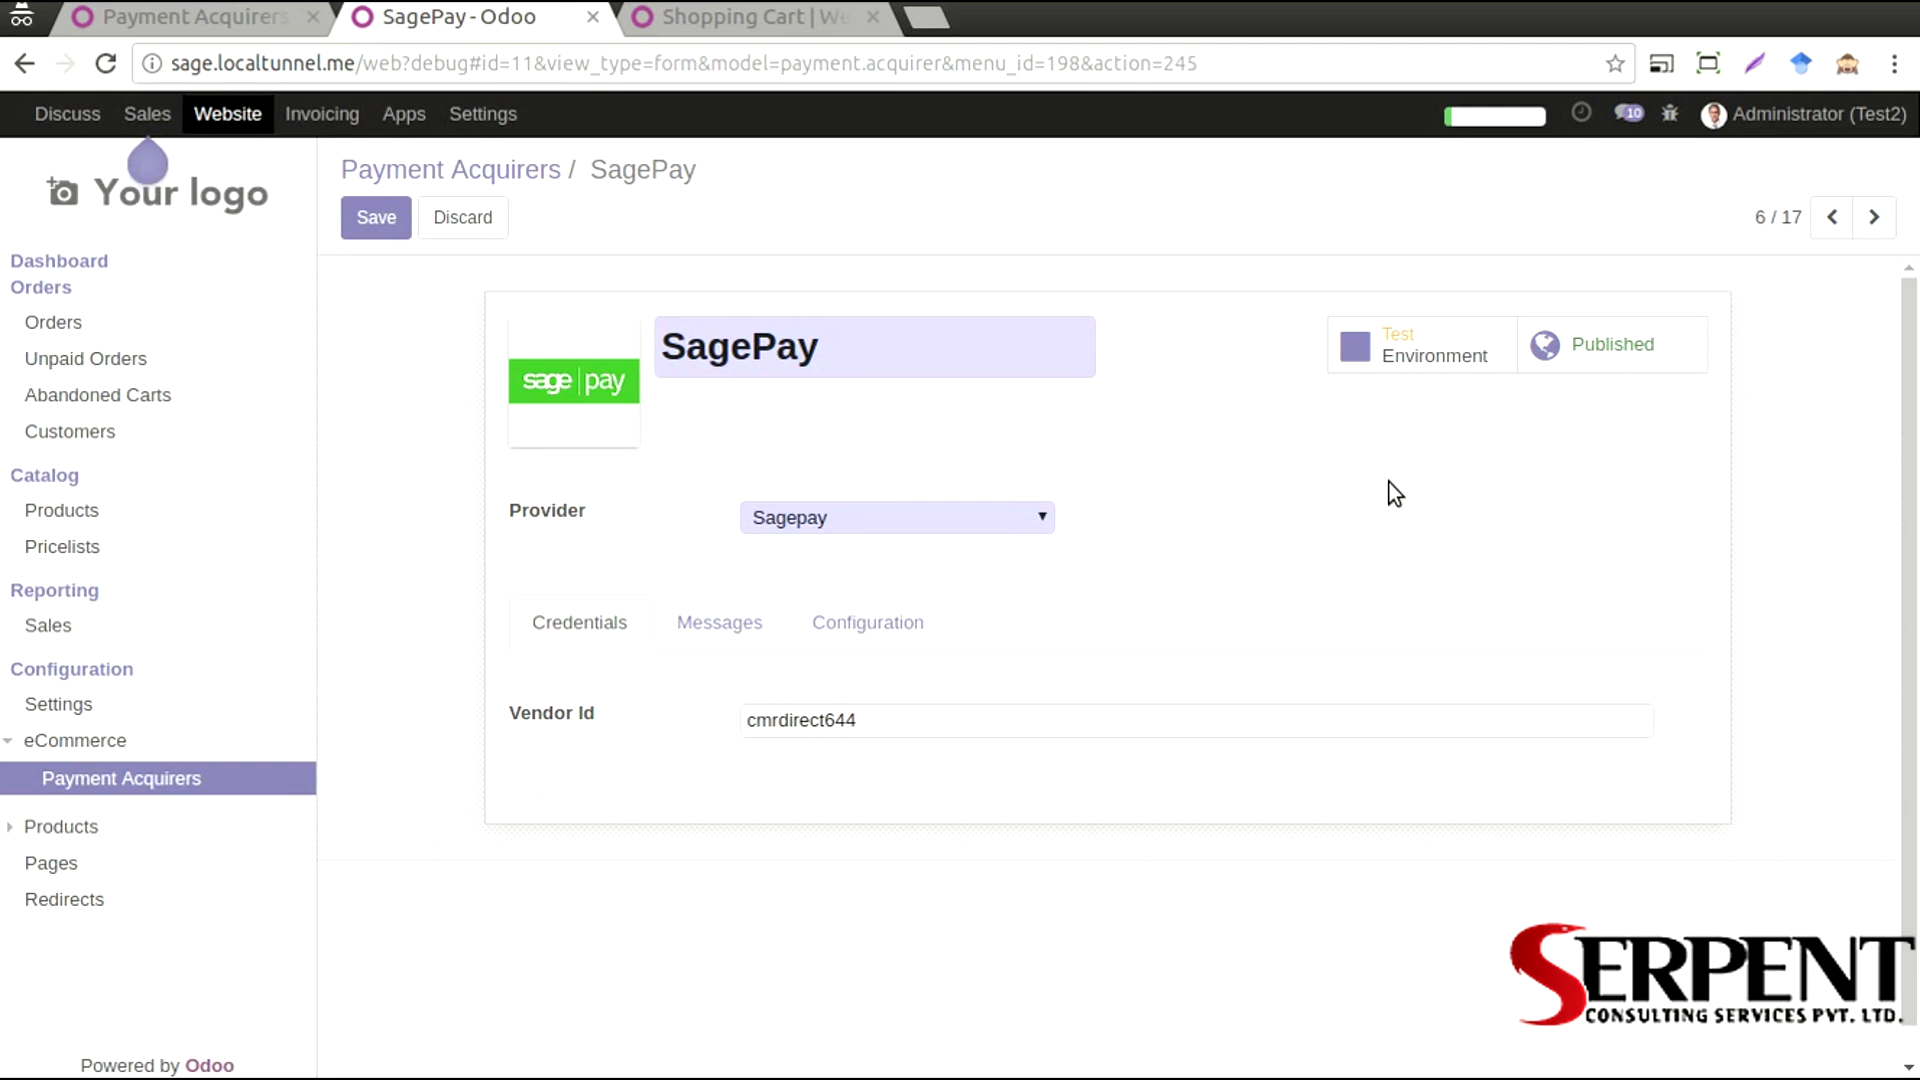 Payment Acquirers
SagePay - Odoo
Shopping Cart | We
sage.localtunnel.me/web?debug#id=11&view_type=form&model=payment.acquirer&menu_id=198&action=245
Discuss Sales Website Invoicing Apps Settings
10 Administrator (Test2)
Your logo
Payment Acquirers / SagePay
Save Discard
6 / 17
Dashboard
Orders
Orders
Unpaid Orders
Abandoned Carts
Customers
Catalog
Products
Pricelists
Reporting
Sales
Configuration
Settings
eCommerce
Payment Acquirers
Products
Pages
Redirects
Powered by Odoo
sage pay
SagePay
Test
Environment
Published
Provider
Sagepay
Credentials Messages Configuration
Vendor Id
cmrdirect644
SERPENT
CONSULTING SERVICES PVT. LTD.